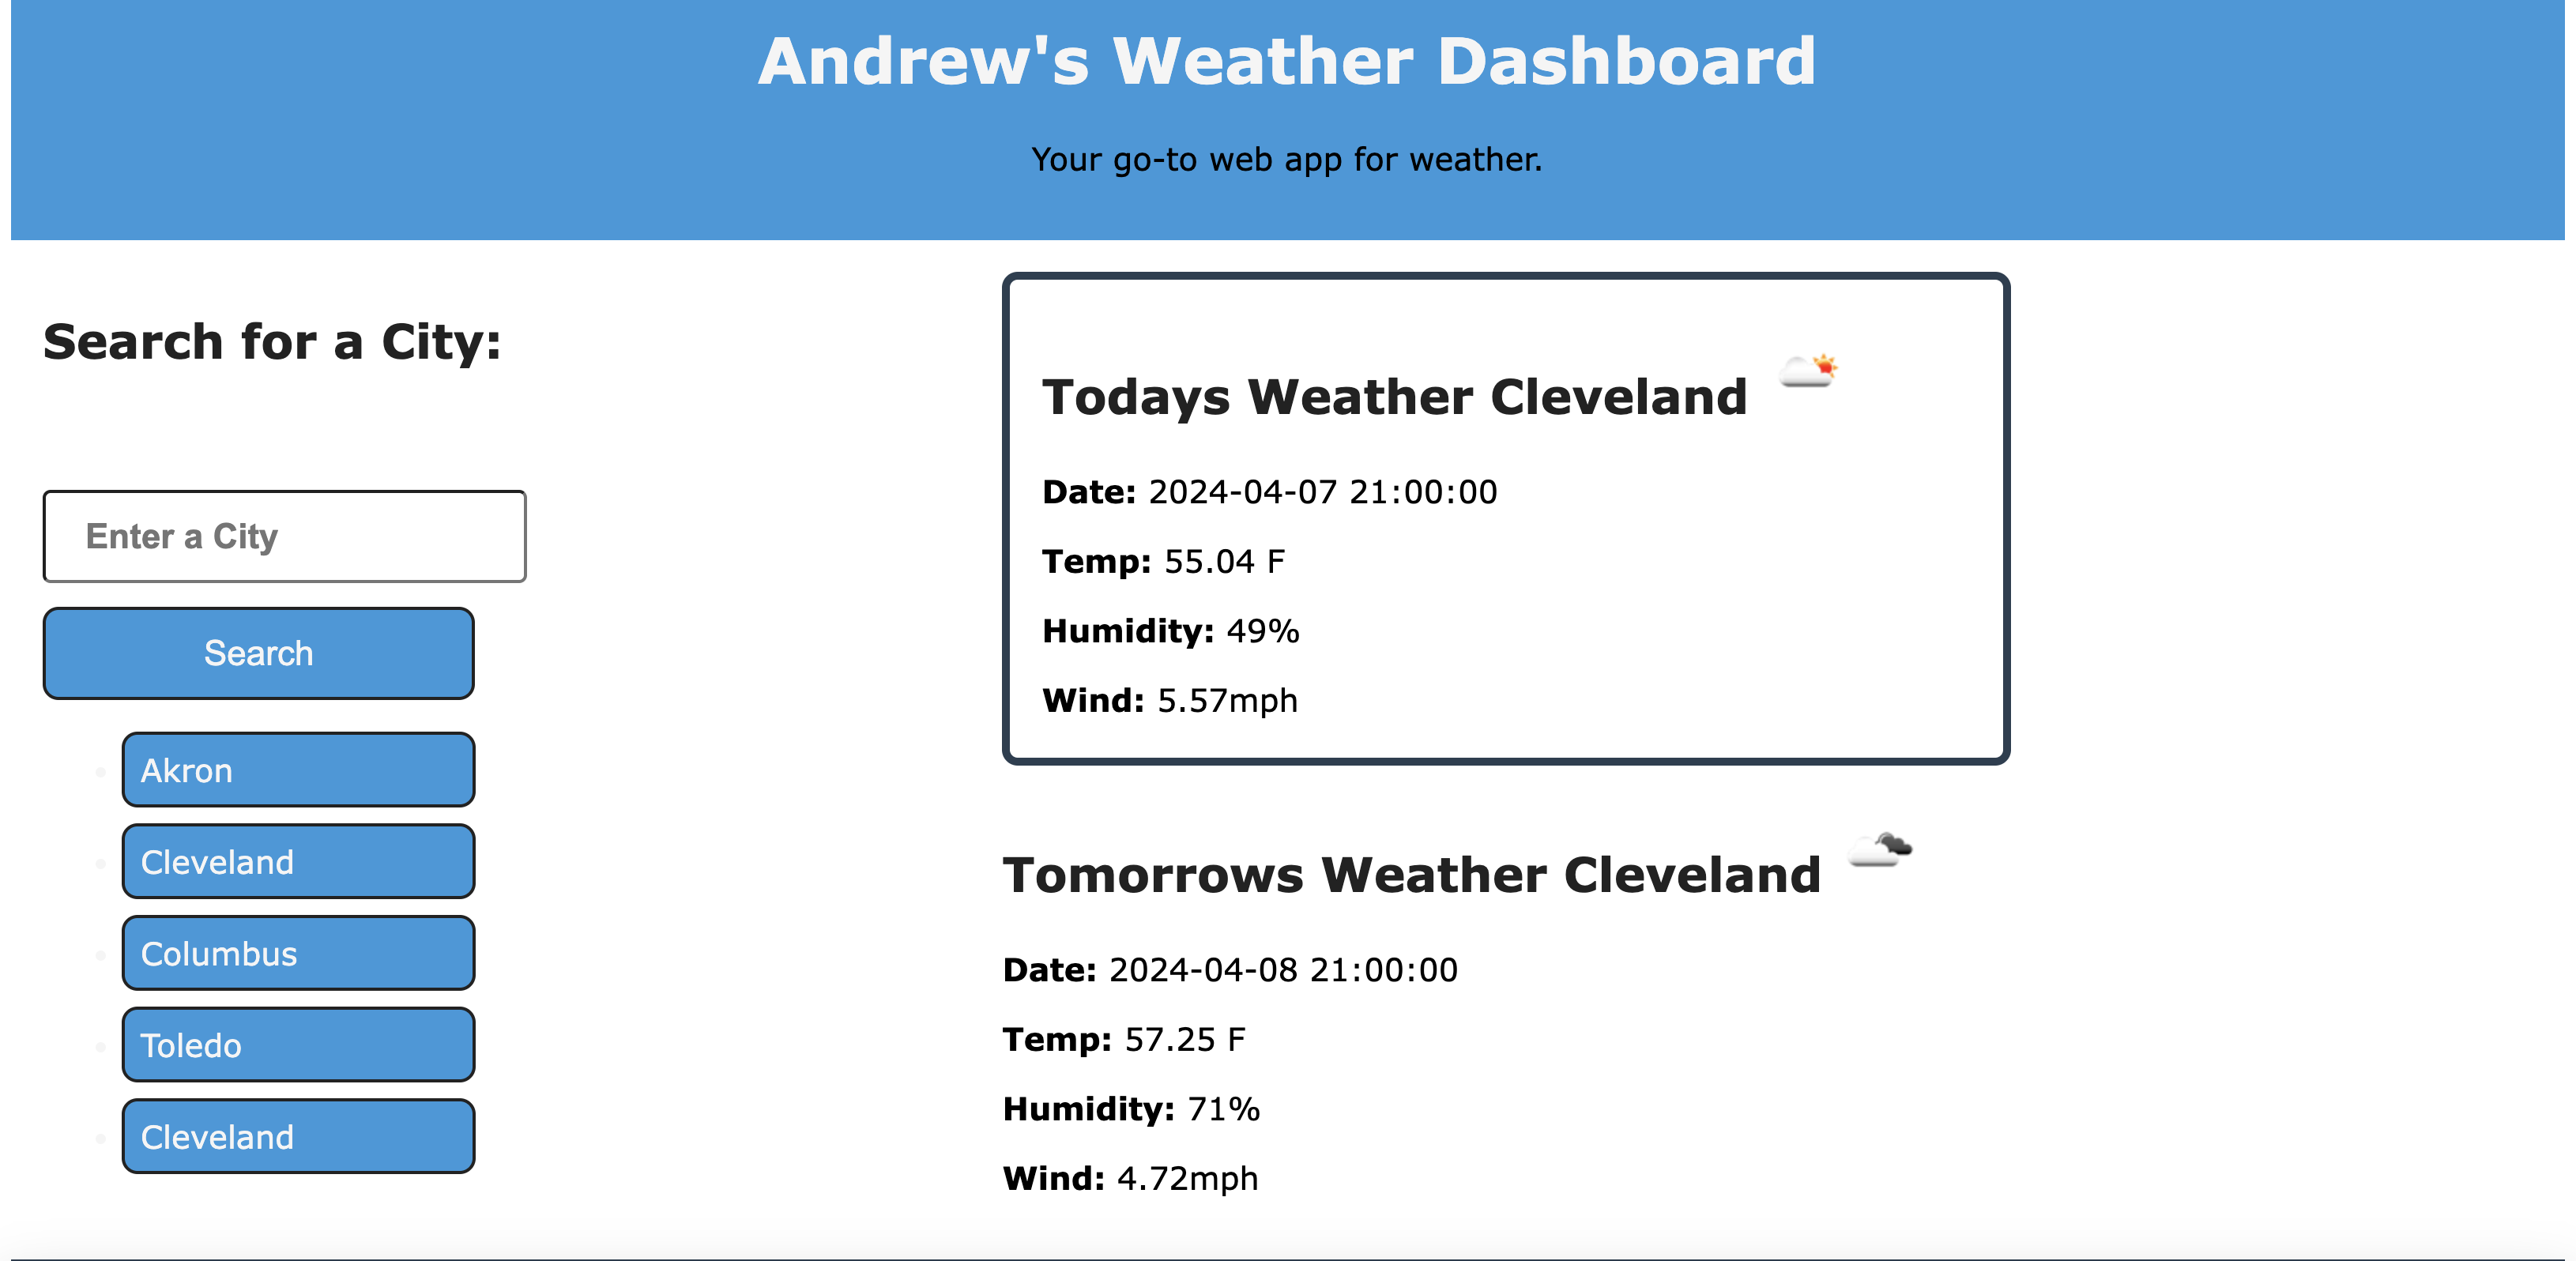 Andrew's Weather Dashboard
Your go-to web app for weather.
Search for a City:
Enter a City
Search
Akron
Cleveland
Columbus
Toledo
Cleveland
Todays Weather Cleveland
Date: 2024-04-07 21:00:00
Temp: 55.04 F
Humidity: 49%
Wind: 5.57mph
Tomorrows Weather Cleveland
Date: 2024-04-08 21:00:00
Temp: 57.25 F
Humidity: 71%
Wind: 4.72mph